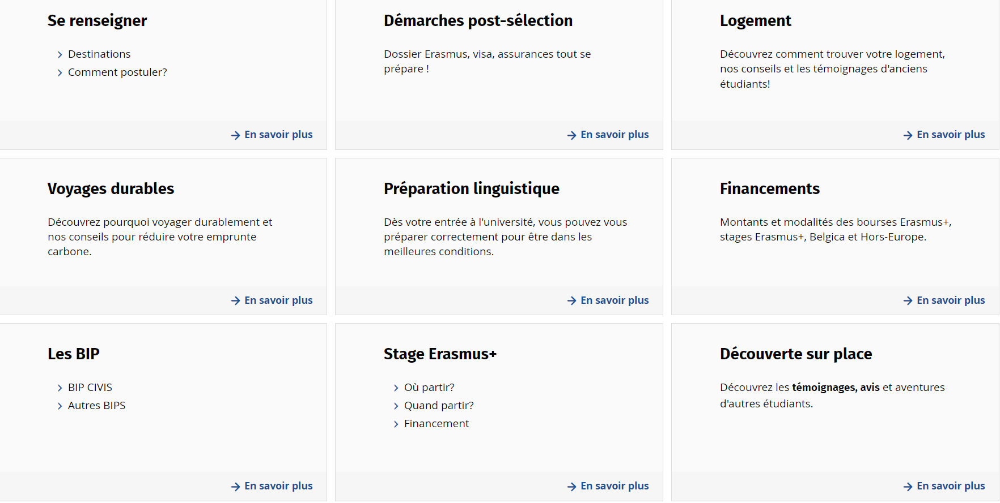 Se renseigner
Destinations
Comment postuler?
En savoir plus
Démarches post-sélection
Dossier Erasmus, visa, assurances tout se
prépare !
En savoir plus
Logement
Découvrez comment trouver votre logement,
nos conseils et les témoignages d'anciens
étudiants!
En savoir plus
Voyages durables
Découvrez pourquoi voyager durablement et
nos conseils pour réduire votre emprunte
carbone.
En savoir plus
Préparation linguistique
Dès votre entrée à l'université, vous pouvez vous
préparer correctement pour être dans les
meilleures conditions.
En savoir plus
Financements
Montants et modalités des bourses Erasmus+,
stages Erasmus+, Belgica et Hors-Europe.
En savoir plus
Les BIP
BIP CIVIS
Autres BIPS
En savoir plus
Stage Erasmus+
Où partir?
Quand partir?
Financement
En savoir plus
Découverte sur place
Découvrez les témoignages, avis et aventures
d'autres étudiants.
En savoir plus